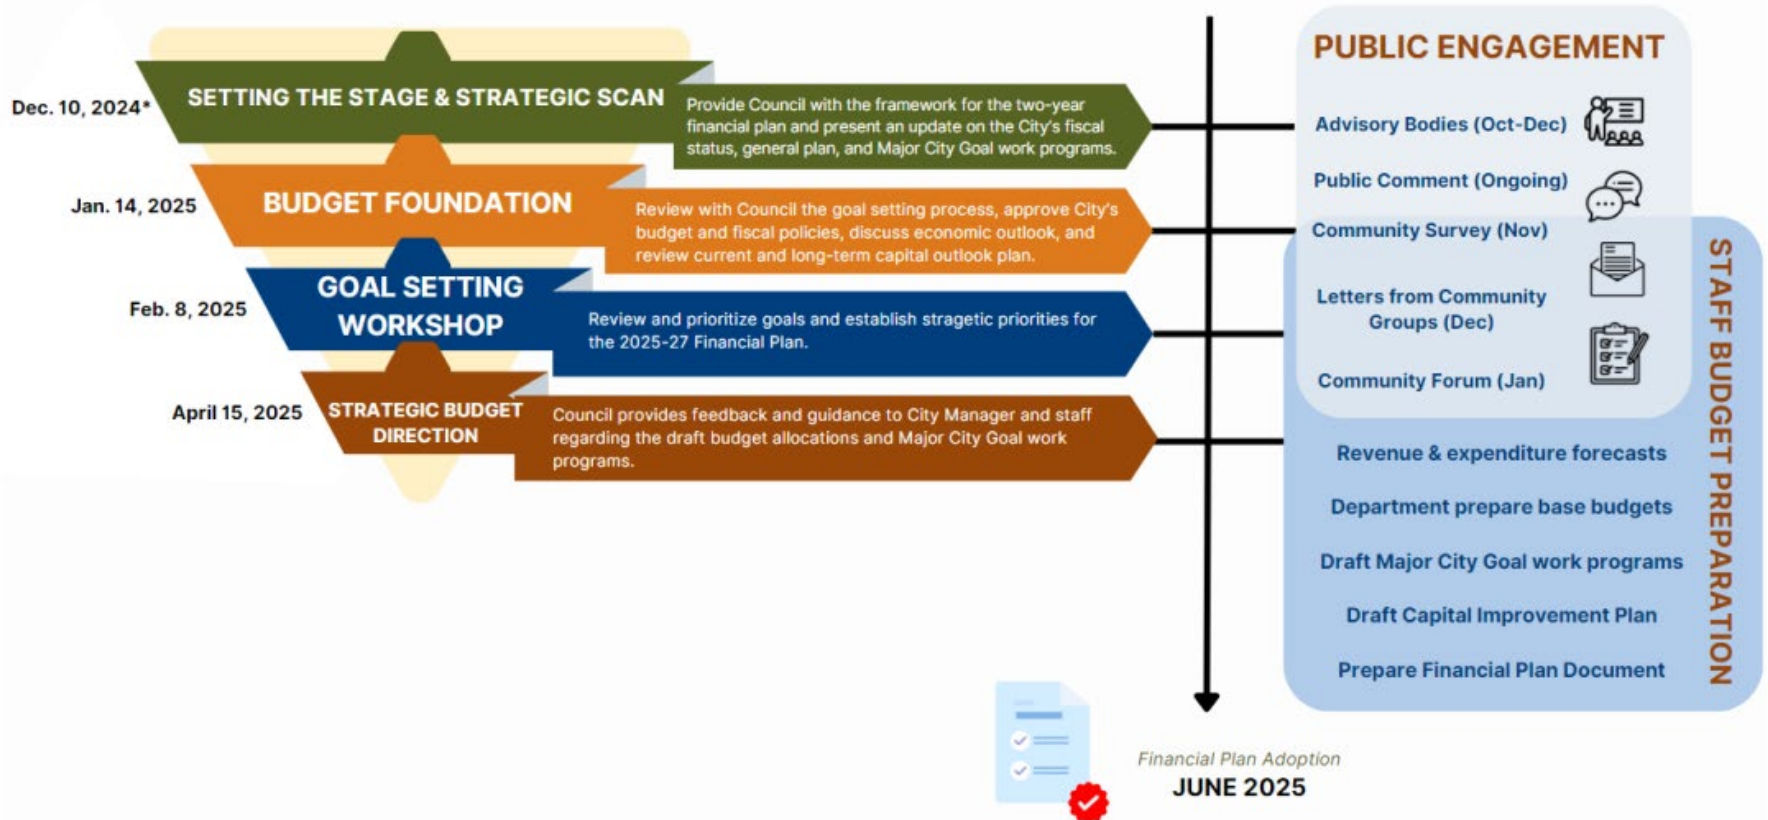 Dec. 10, 2024*
SETTING THE STAGE & STRATEGIC SCAN
Provide Council with the framework for the two-year
financial plan and present an update on the City's fiscal
status, general plan, and Major City Goal work programs.
Jan. 14, 2025
BUDGET FOUNDATION
Review with Council the goal setting process, approve City's
budget and fiscal policies, discuss economic outlook, and
review current and long-term capital outlook plan.
Feb. 8, 2025
GOAL SETTING
WORKSHOP
Review and prioritize goals and establish stragetic priorities for
the 2025-27 Financial Plan.
April 15, 2025
STRATEGIC BUDGET
DIRECTION
Council provides feedback and guidance to City Manager and staff
regarding the draft budget allocations and Major City Goal work
programs.
PUBLIC ENGAGEMENT
Advisory Bodies (Oct-Dec)
Public Comment (Ongoing)
Community Survey (Nov)
Letters from Community
Groups (Dec)
Community Forum (Jan)
STAFF BUDGET PREPARATION
Revenue & expenditure forecasts
Department prepare base budgets
Draft Major City Goal work programs
Draft Capital Improvement Plan
Prepare Financial Plan Document
Financial Plan Adoption
JUNE 2025